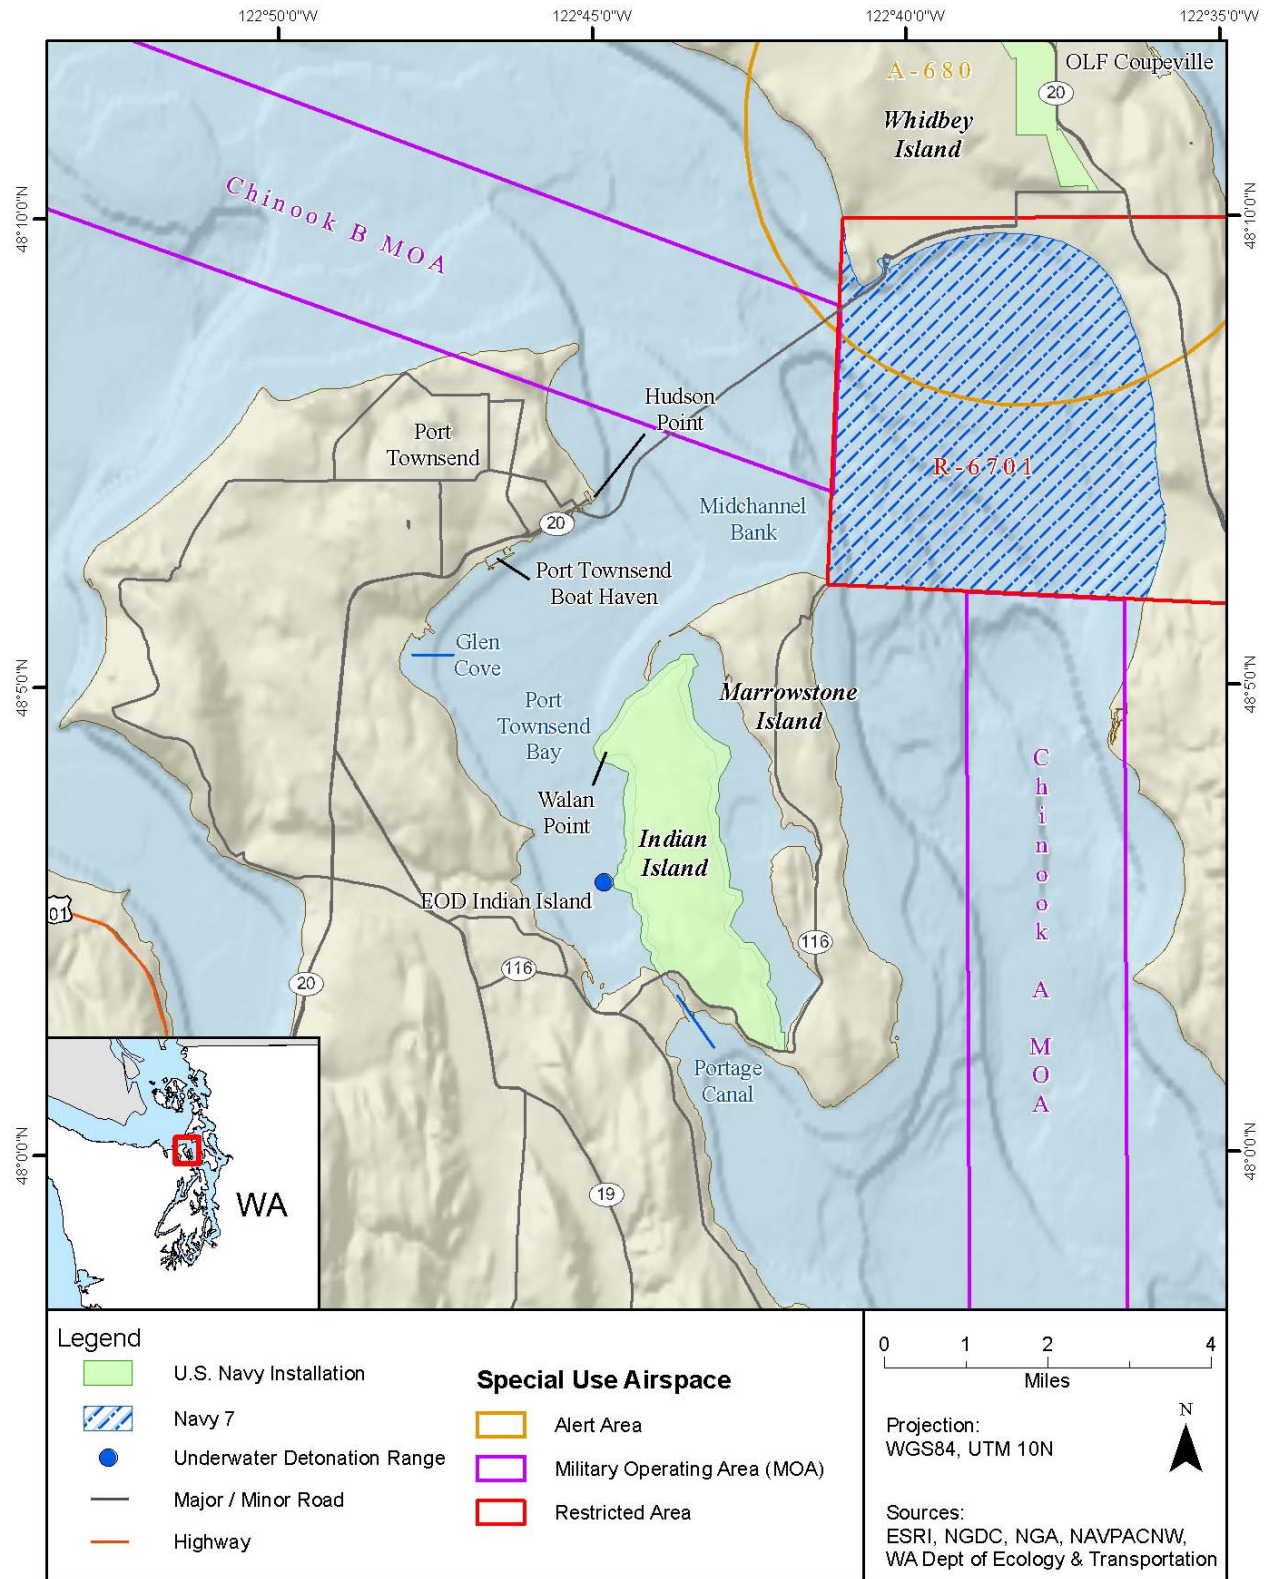 122°50'0"W
122°45'0"W
122°40'0"W
122°35'0"W
OLF Coupeville
A-680
20
Whidbey
Island
Chinook B MOA
48°10'0"N
48°10'0"N
Hudson
Point
Port
Townsend
R-6701
Midchannel
Bank
20
Port Townsend
Boat Haven
Glen
Cove
48°5'0"N
48°5'0"N
Marrowstone
Island
Port
Townsend
Bay
Walan
Point
Chinook A MOA
Indian
Island
EOD Indian Island
01
116
116
20
Portage
Canal
48°0'0"N
48°0'0"N
19
WA
Legend
U.S. Navy Installation
Navy 7
Underwater Detonation Range
Major / Minor Road
Highway
Special Use Airspace
Alert Area
Military Operating Area (MOA)
Restricted Area
0 1 2 4
Miles
N
Projection:
WGS84, UTM 10N
Sources:
ESRI, NGDC, NGA, NAVPACNW,
WA Dept of Ecology & Transportation